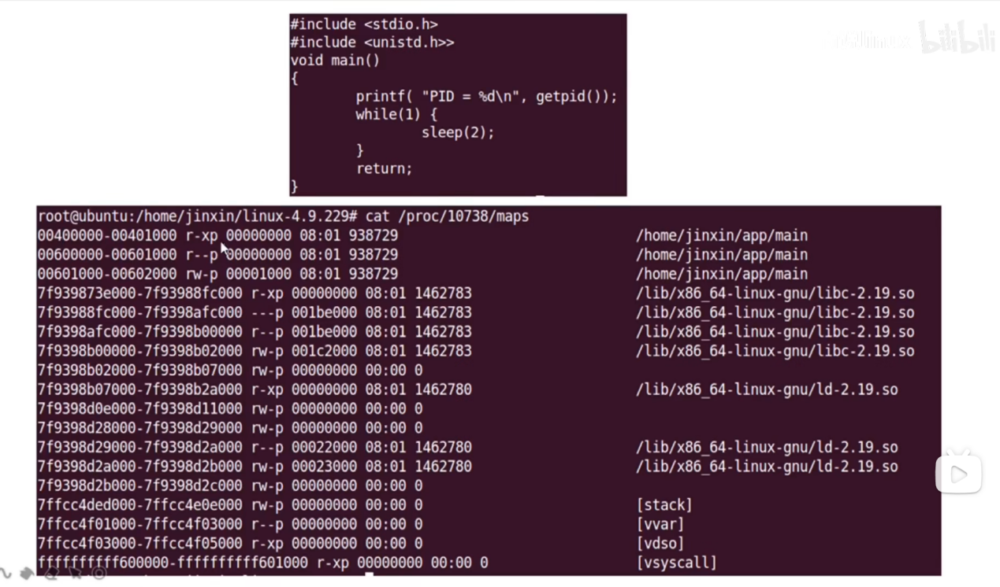 bilibili
#include <stdio.h>
#include <unistd.h>>
void main()
{
printf( "PID = %d\n", getpid());
while(1) {
sleep(2);
}
return;
}
root@ubuntu:/home/jinxin/linux-4.9.229# cat /proc/10738/maps
00400000-00401000 r-xp 00000000 08:01 938729 /home/jinxin/app/main
00600000-00601000 r--p 00000000 08:01 938729 /home/jinxin/app/main
00601000-00602000 rw-p 00001000 08:01 938729 /home/jinxin/app/main
7f939873e000-7f93988fc000 r-xp 00000000 08:01 1462783 /lib/x86_64-linux-gnu/libc-2.19.so
7f93988fc000-7f9398afc000 ---p 001be000 08:01 1462783 /lib/x86_64-linux-gnu/libc-2.19.so
7f9398afc000-7f9398b00000 r--p 001be000 08:01 1462783 /lib/x86_64-linux-gnu/libc-2.19.so
7f9398b00000-7f9398b02000 rw-p 001c2000 08:01 1462783 /lib/x86_64-linux-gnu/libc-2.19.so
7f9398b02000-7f9398b07000 rw-p 00000000 00:00 0
7f9398b07000-7f9398b2a000 r-xp 00000000 08:01 1462780 /lib/x86_64-linux-gnu/ld-2.19.so
7f9398d0e000-7f9398d11000 rw-p 00000000 00:00 0
7f9398d28000-7f9398d29000 rw-p 00000000 00:00 0
7f9398d29000-7f9398d2a000 r--p 00022000 08:01 1462780 /lib/x86_64-linux-gnu/ld-2.19.so
7f9398d2a000-7f9398d2b000 rw-p 00023000 08:01 1462780 /lib/x86_64-linux-gnu/ld-2.19.so
7f9398d2b000-7f9398d2c000 rw-p 00000000 00:00 0
7ffcc4ded000-7ffcc4e0e000 rw-p 00000000 00:00 0 [stack]
7ffcc4f01000-7ffcc4f03000 r--p 00000000 00:00 0 [vvar]
7ffcc4f03000-7ffcc4f05000 r-xp 00000000 00:00 0 [vdso]
ffffffffff600000-ffffffffff601000 r-xp 00000000 00:00 0 [vsyscall]